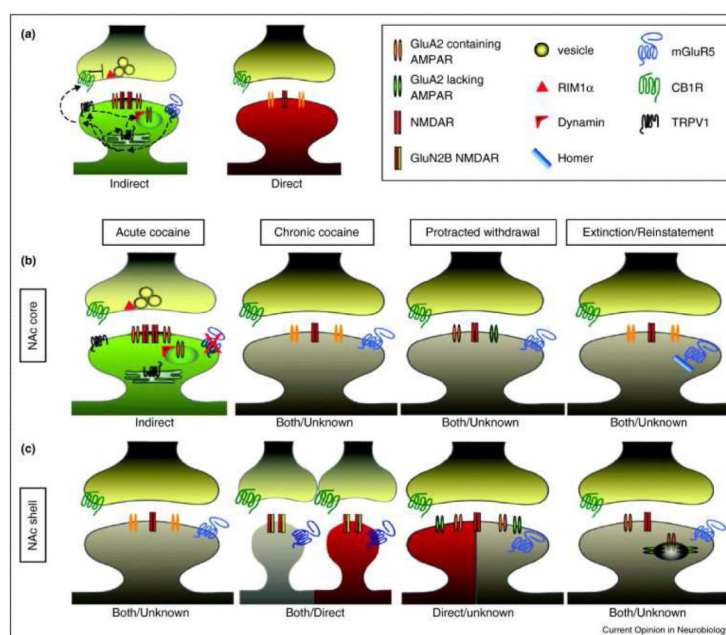 (a)
Indirect
Direct
GluA2 containing
AMPAR
GluA2 lacking
AMPAR
NMDAR
GluN2B NMDAR
vesicle
RIM1α
Dynamin
Homer
mGluR5
CB1R
TRPV1
Acute cocaine
Chronic cocaine
Protracted withdrawal
Extinction/Reinstatement
(b)
NAc core
Indirect
Both/Unknown
Both/Unknown
Both/Unknown
(c)
NAc shell
Both/Unknown
Both/Direct
Direct/unknown
Both/Unknown
Current Opinion in Neurobiology